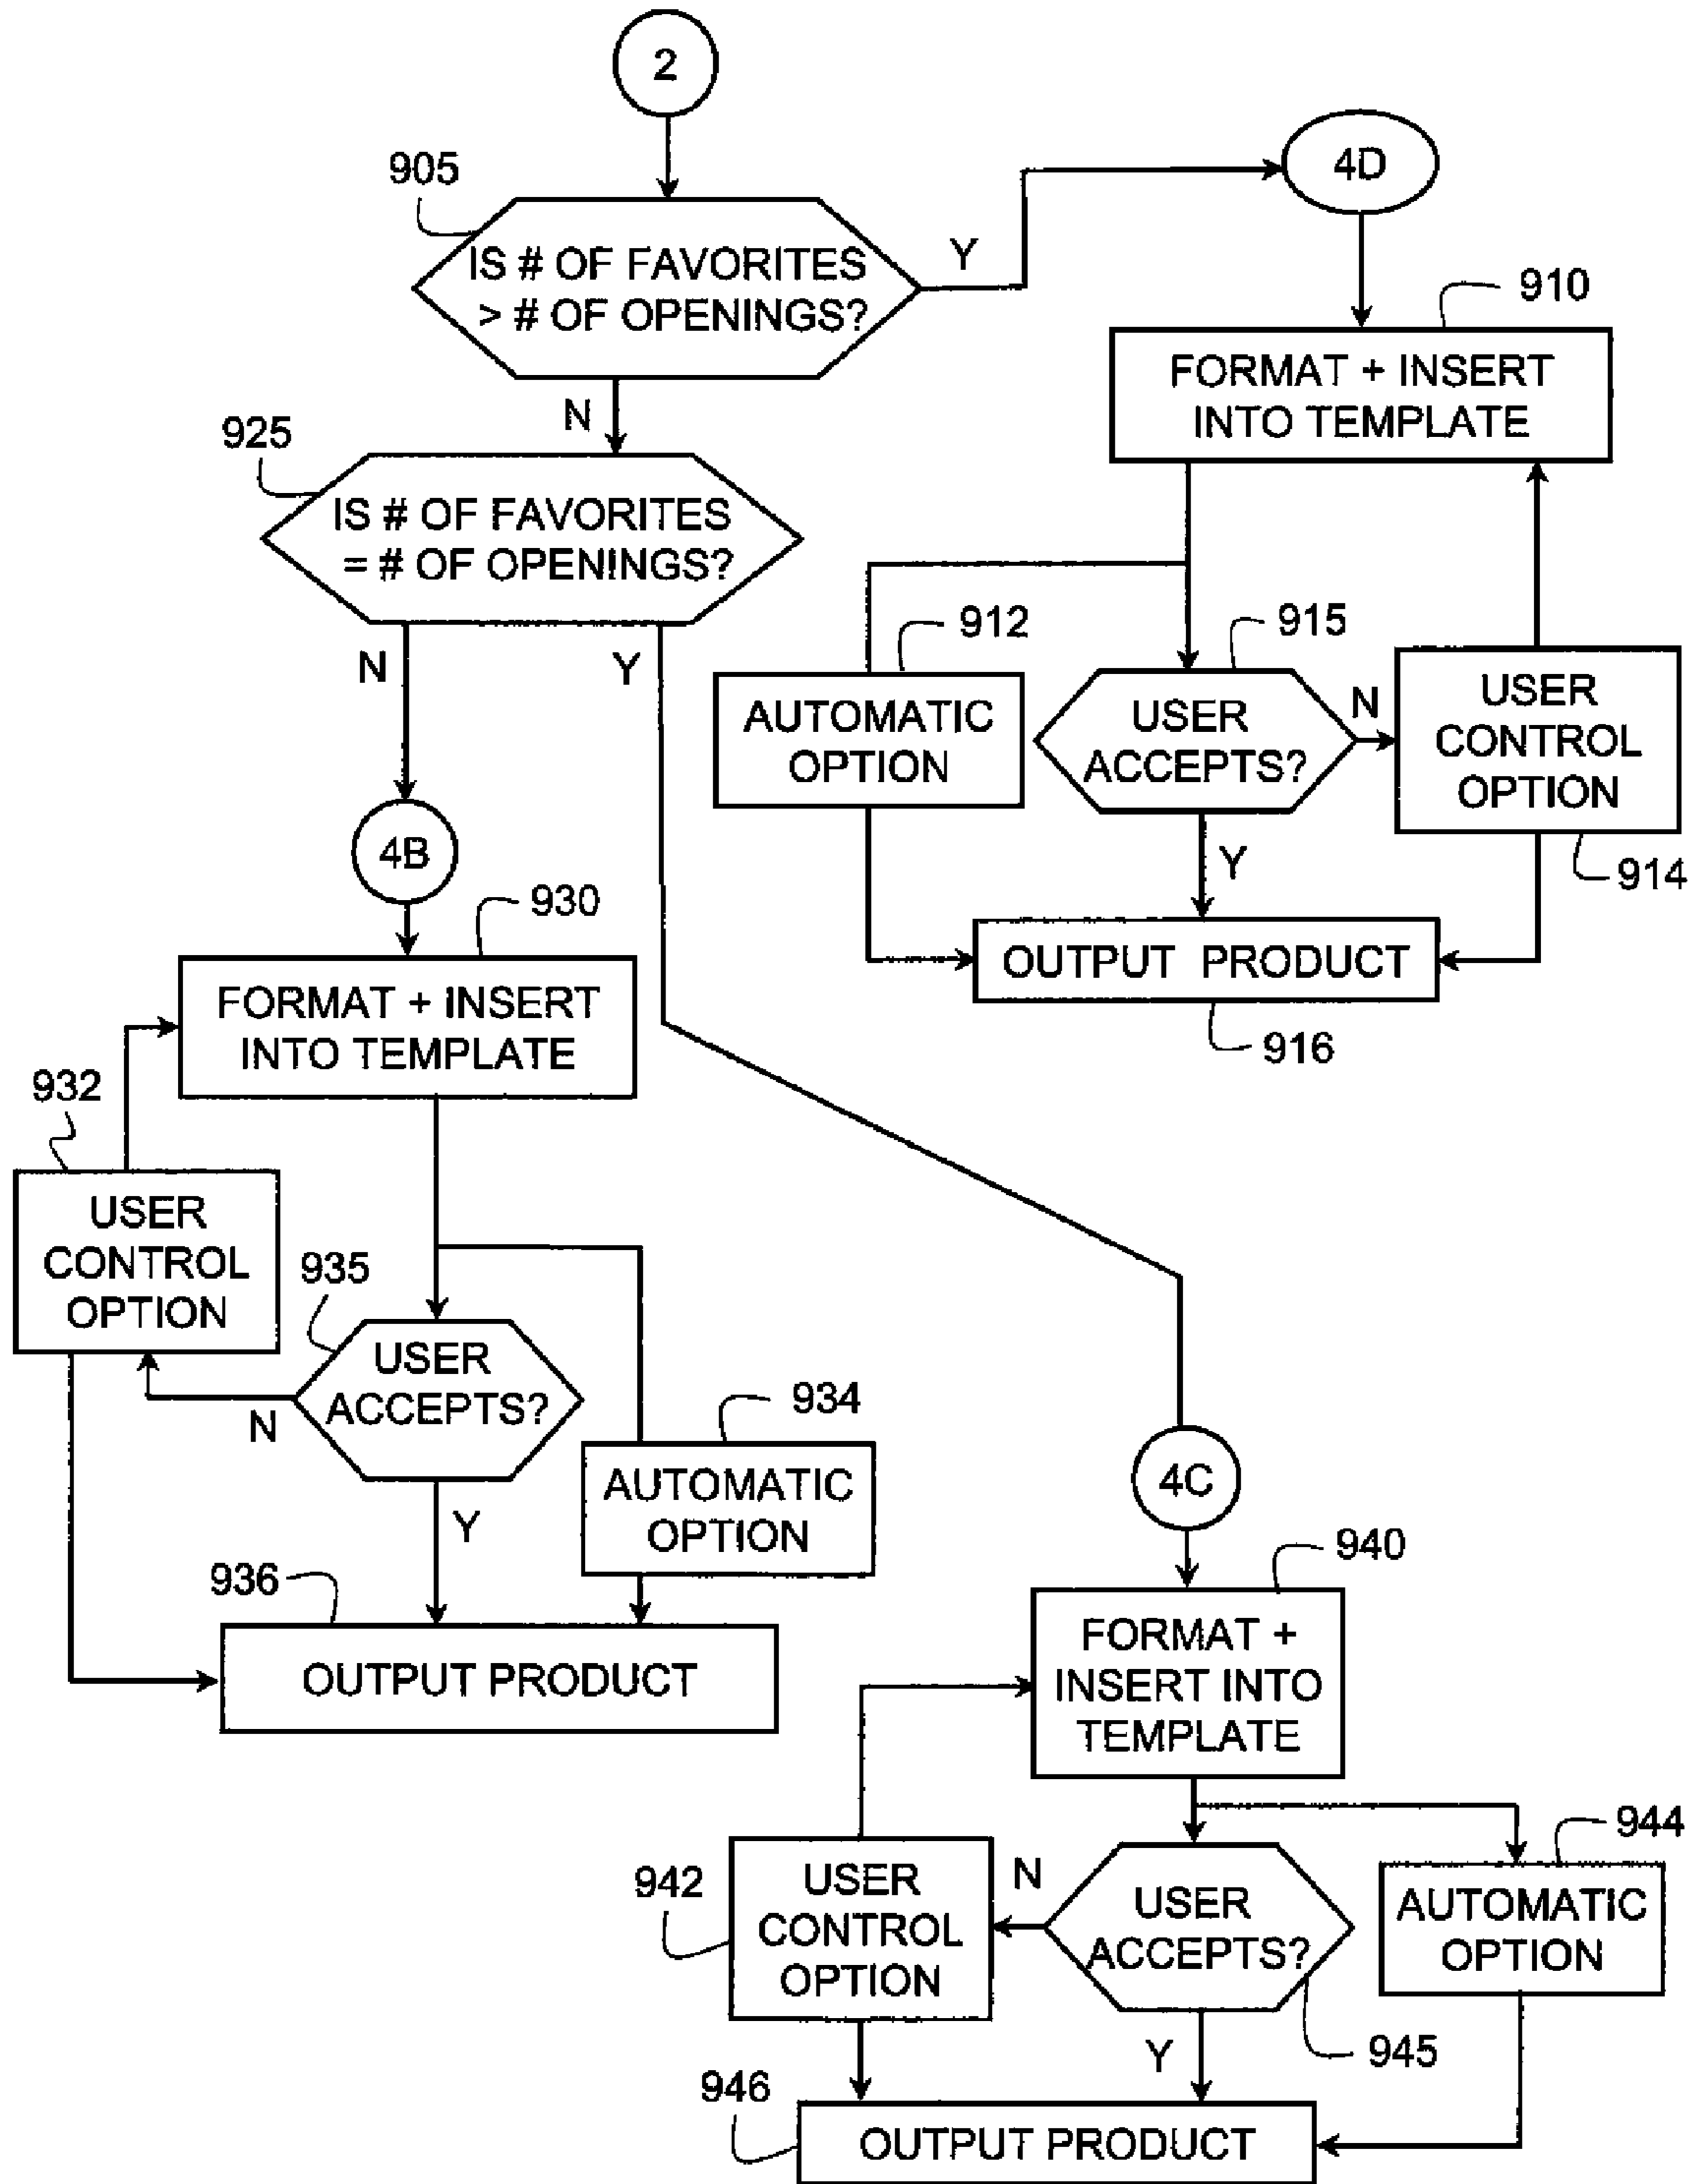 2
4D
905
IS # OF FAVORITES
> # OF OPENINGS?
Y
910
FORMAT + INSERT
INTO TEMPLATE
N
925
IS # OF FAVORITES
= # OF OPENINGS?
N
Y
912
AUTOMATIC
OPTION
915
USER
ACCEPTS?
N
USER
CONTROL
OPTION
914
Y
OUTPUT PRODUCT
916
4B
930
FORMAT + INSERT
INTO TEMPLATE
932
USER
CONTROL
OPTION
935
USER
ACCEPTS?
N
Y
934
AUTOMATIC
OPTION
936
OUTPUT PRODUCT
4C
940
FORMAT +
INSERT INTO
TEMPLATE
942
USER
CONTROL
OPTION
N
USER
ACCEPTS?
944
AUTOMATIC
OPTION
945
Y
946
OUTPUT PRODUCT